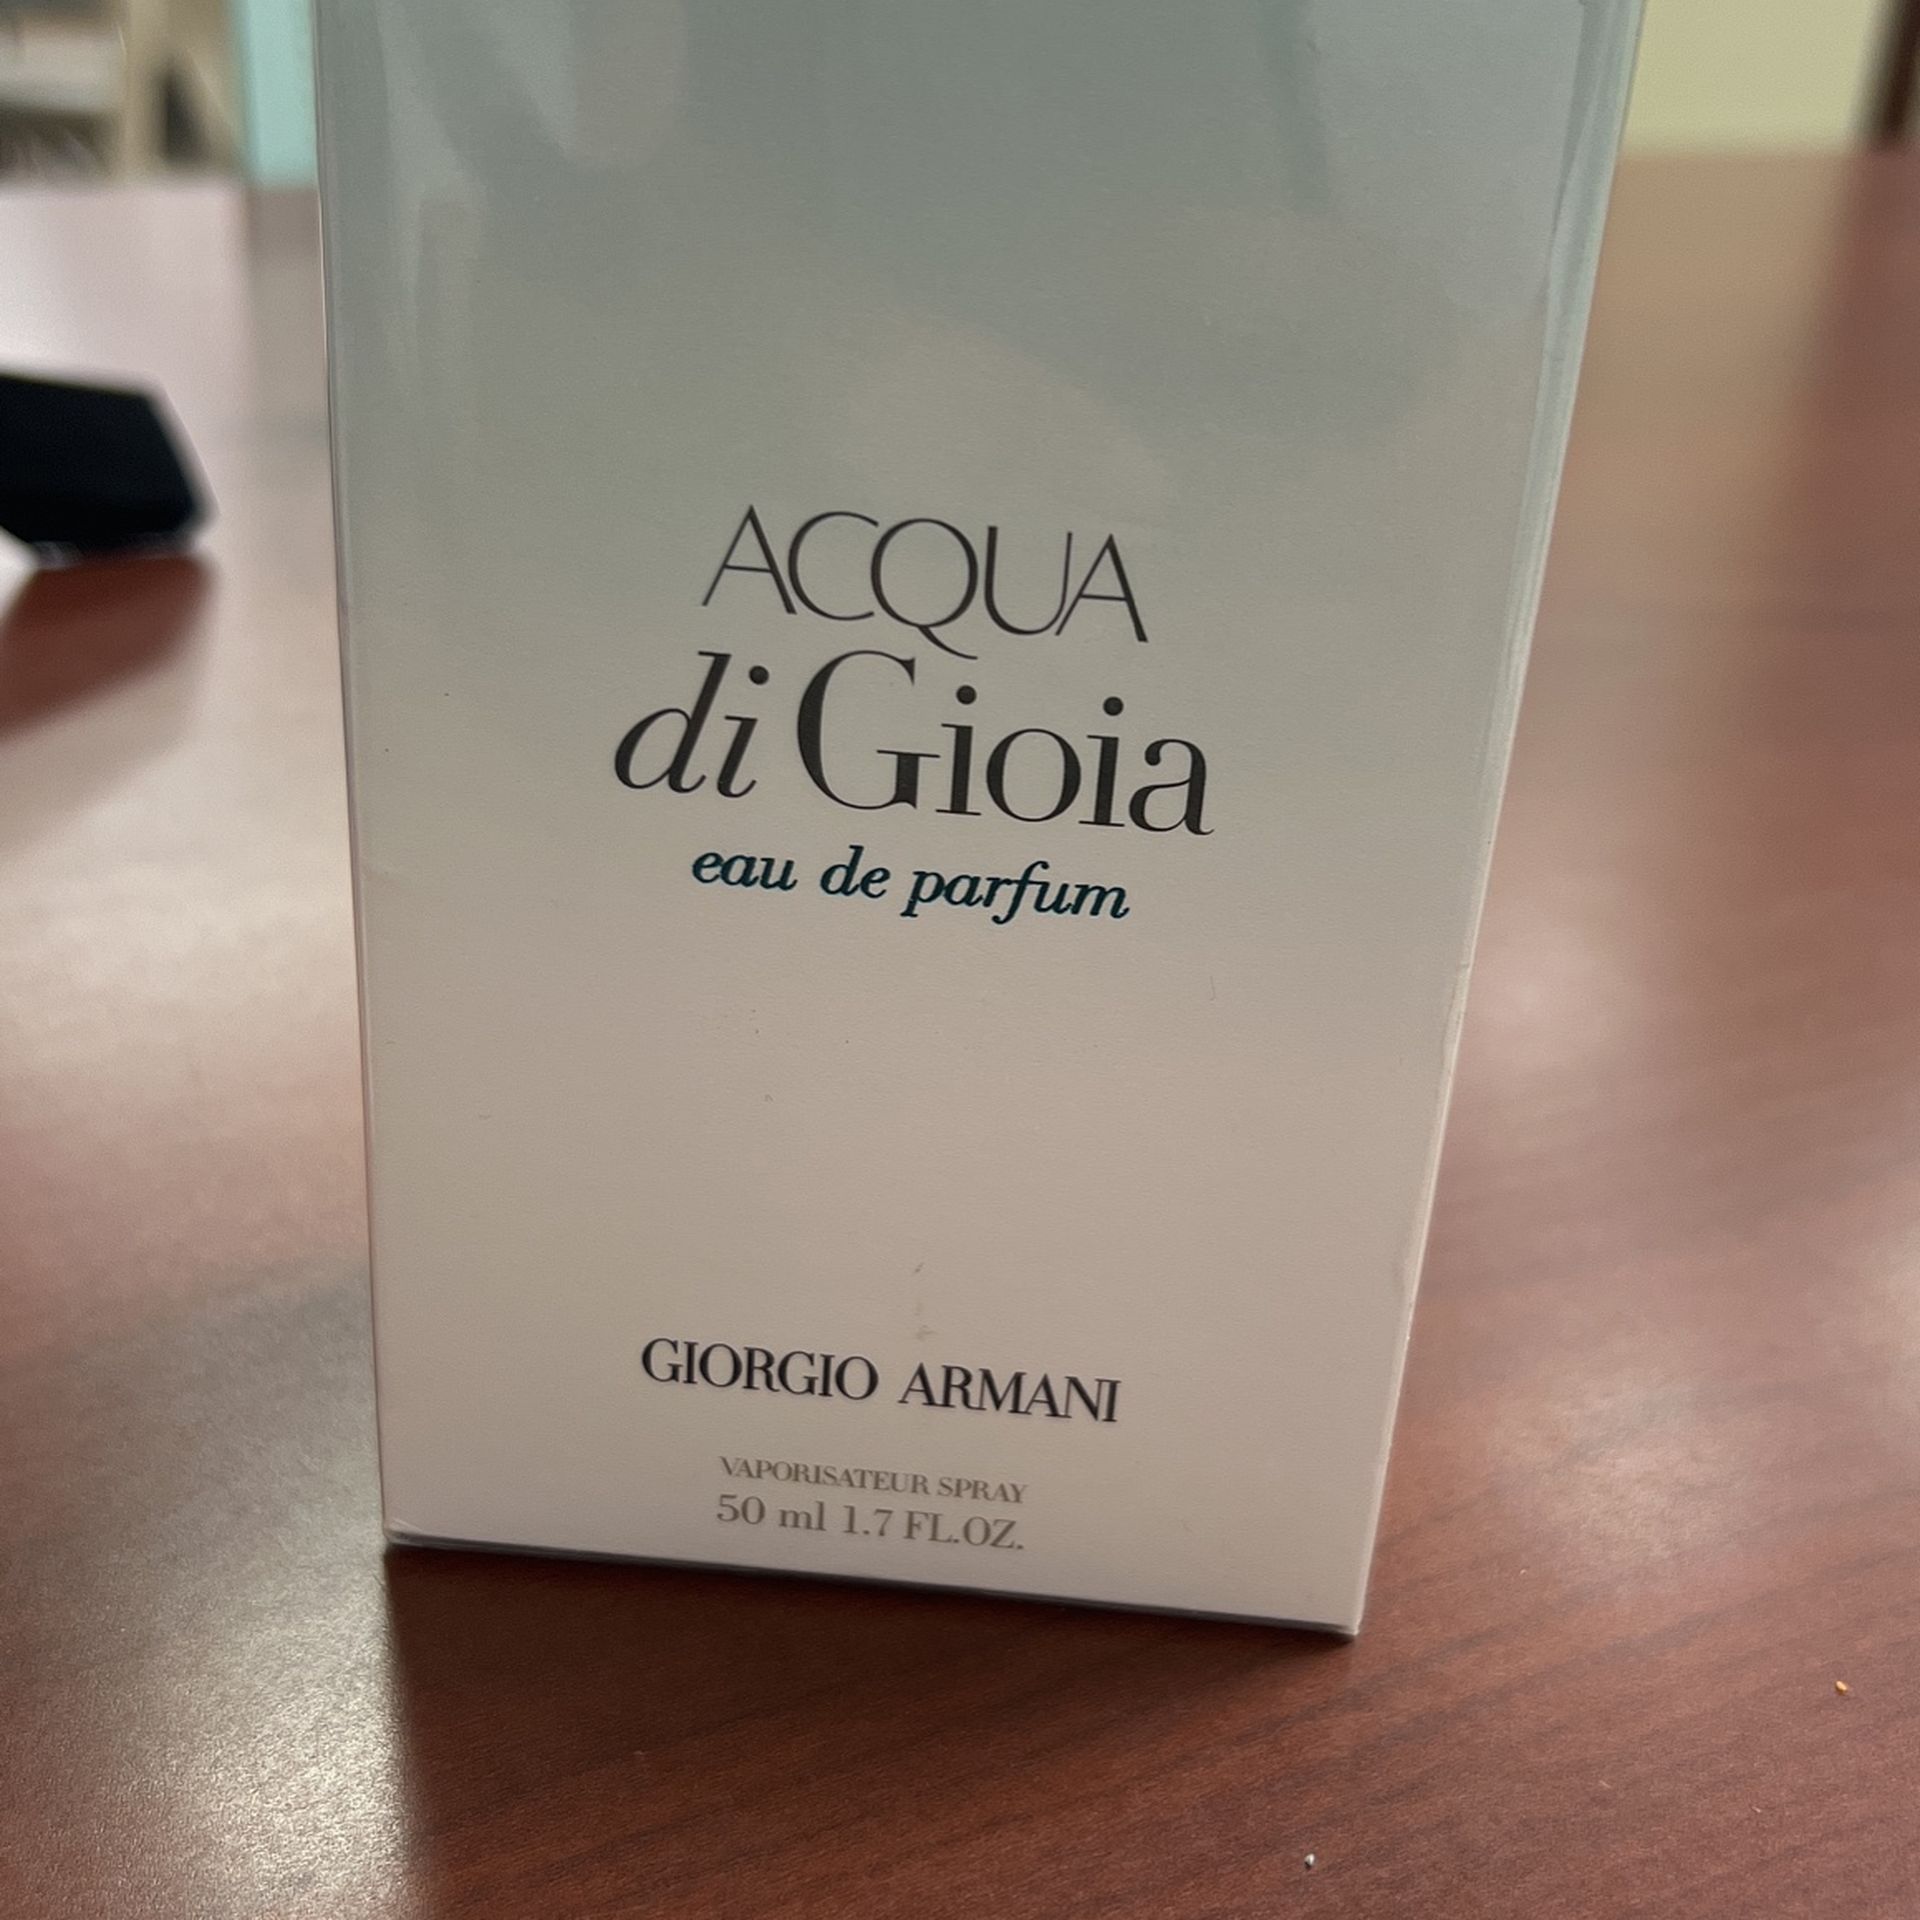 ACQUA
di Gioia
eau de parfum
GIORGIO ARMANI
VAPORISATEUR SPRAY
50 ml 1.7 FL.OZ.